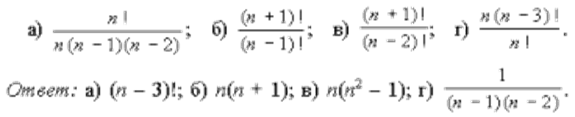 а) n! / n(n − 1)(n − 2); б) (n + 1)! / (n − 1)!; в) (n + 1)! / (n − 2)!; г) n(n − 3)! / n!.
Ответ: а) (n − 3)!; б) n(n + 1); в) n(n² − 1); г) 1 / (n − 1)(n − 2).